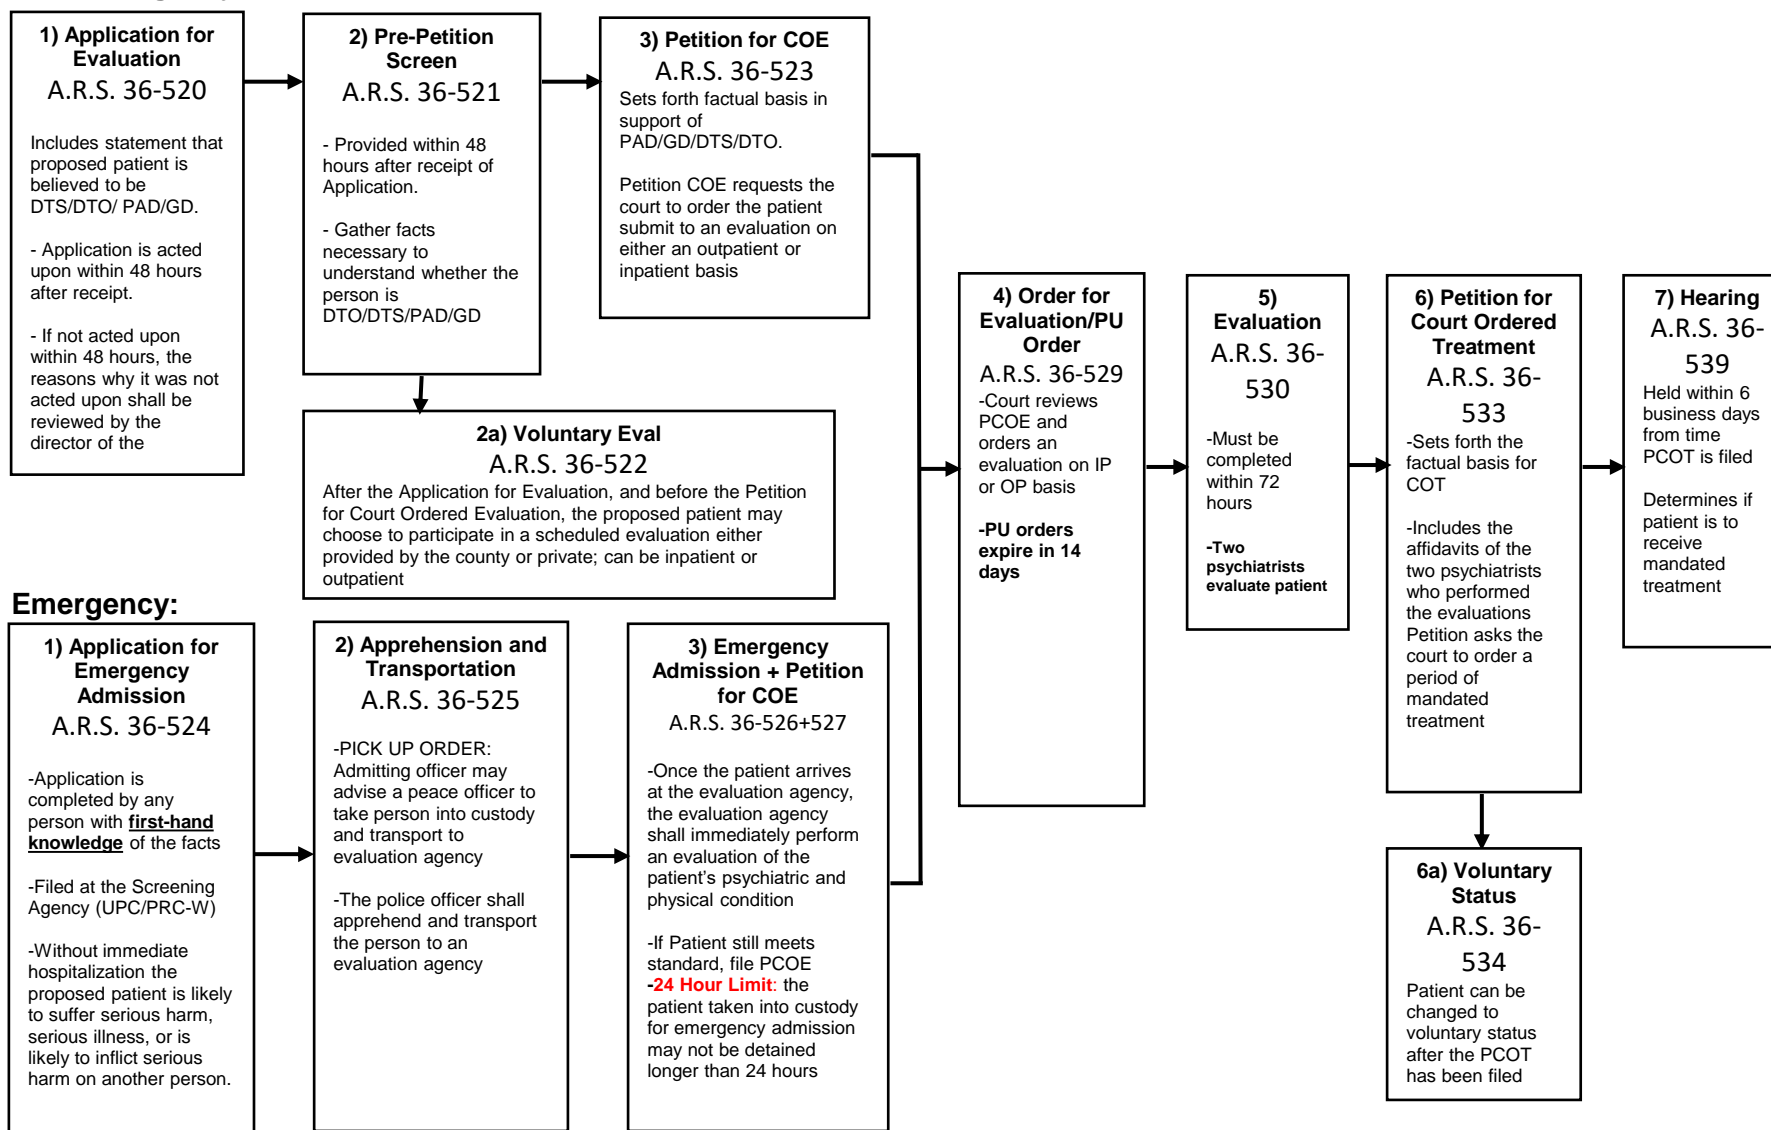 1) Application for
Evaluation
A.R.S. 36-520
Includes statement that
proposed patient is
believed to be
DTS/DTO/ PAD/GD.
- Application is acted
upon within 48 hours
after receipt.
- If not acted upon
within 48 hours, the
reasons why it was not
acted upon shall be
reviewed by the
director of the
2) Pre-Petition
Screen
A.R.S. 36-521
- Provided within 48
hours after receipt of
Application.
- Gather facts
necessary to
understand whether the
person is
DTO/DTS/PAD/GD
3) Petition for COE
A.R.S. 36-523
Sets forth factual basis in
support of
PAD/GD/DTS/DTO.
Petition COE requests the
court to order the patient
submit to an evaluation on
either an outpatient or
inpatient basis
2a) Voluntary Eval
A.R.S. 36-522
After the Application for Evaluation, and before the Petition
for Court Ordered Evaluation, the proposed patient may
choose to participate in a scheduled evaluation either
provided by the county or private; can be inpatient or
outpatient
Emergency:
1) Application for
Emergency
Admission
A.R.S. 36-524
-Application is
completed by any
person with first-hand
knowledge of the facts
-Filed at the Screening
Agency (UPC/PRC-W)
-Without immediate
hospitalization the
proposed patient is likely
to suffer serious harm,
serious illness, or is
likely to inflict serious
harm on another person.
2) Apprehension and
Transportation
A.R.S. 36-525
-PICK UP ORDER:
Admitting officer may
advise a peace officer to
take person into custody
and transport to
evaluation agency
-The police officer shall
apprehend and transport
the person to an
evaluation agency
3) Emergency
Admission + Petition
for COE
A.R.S. 36-526+527
-Once the patient arrives
at the evaluation agency,
the evaluation agency
shall immediately perform
an evaluation of the
patient's psychiatric and
physical condition
-If Patient still meets
standard, file PCOE
-24 Hour Limit: the
patient taken into custody
for emergency admission
may not be detained
longer than 24 hours
4) Order for
Evaluation/PU
Order
A.R.S. 36-529
-Court reviews
PCOE and
orders an
evaluation on IP
or OP basis
-PU orders
expire in 14
days
5)
Evaluation
A.R.S. 36-
530
-Must be
completed
within 72
hours
-Two
psychiatrists
evaluate patient
6) Petition for
Court Ordered
Treatment
A.R.S. 36-
533
-Sets forth the
factual basis for
COT
-Includes the
affidavits of the
two psychiatrists
who performed
the evaluations
Petition asks the
court to order a
period of
mandated
treatment
7) Hearing
A.R.S. 36-
539
Held within 6
business days
from time
PCOT is filed
Determines if
patient is to
receive
mandated
treatment
6a) Voluntary
Status
A.R.S. 36-
534
Patient can be
changed to
voluntary status
after the PCOT
has been filed